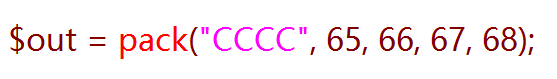 $out = pack("CCCC", 65, 66, 67, 68);